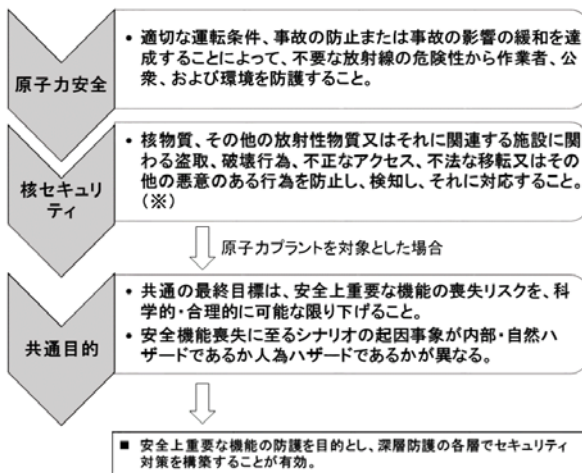 原子力安全
• 適切な運転条件、事故の防止または事故の影響の緩和を達
成することによって、不要な放射線の危険性から作業者、公
衆、および環境を防護すること。
核セキュリ
ティ
• 核物質、その他の放射性物質又はそれに関連する施設に関
わる盗取、破壊行為、不正なアクセス、不法な移転又はその
他の悪意のある行為を防止し、検知し、それに対応すること。
（※）
原子力プラントを対象とした場合
共通目的
• 共通の最終目標は、安全上重要な機能の喪失リスクを、科
学的・合理的に可能な限り下げること。
• 安全機能喪失に至るシナリオの起因事象が内部・自然ハ
ザードであるか人為ハザードであるかが異なる。
■ 安全上重要な機能の防護を目的とし、深層防護の各層でセキュリティ
対策を構築することが有効。